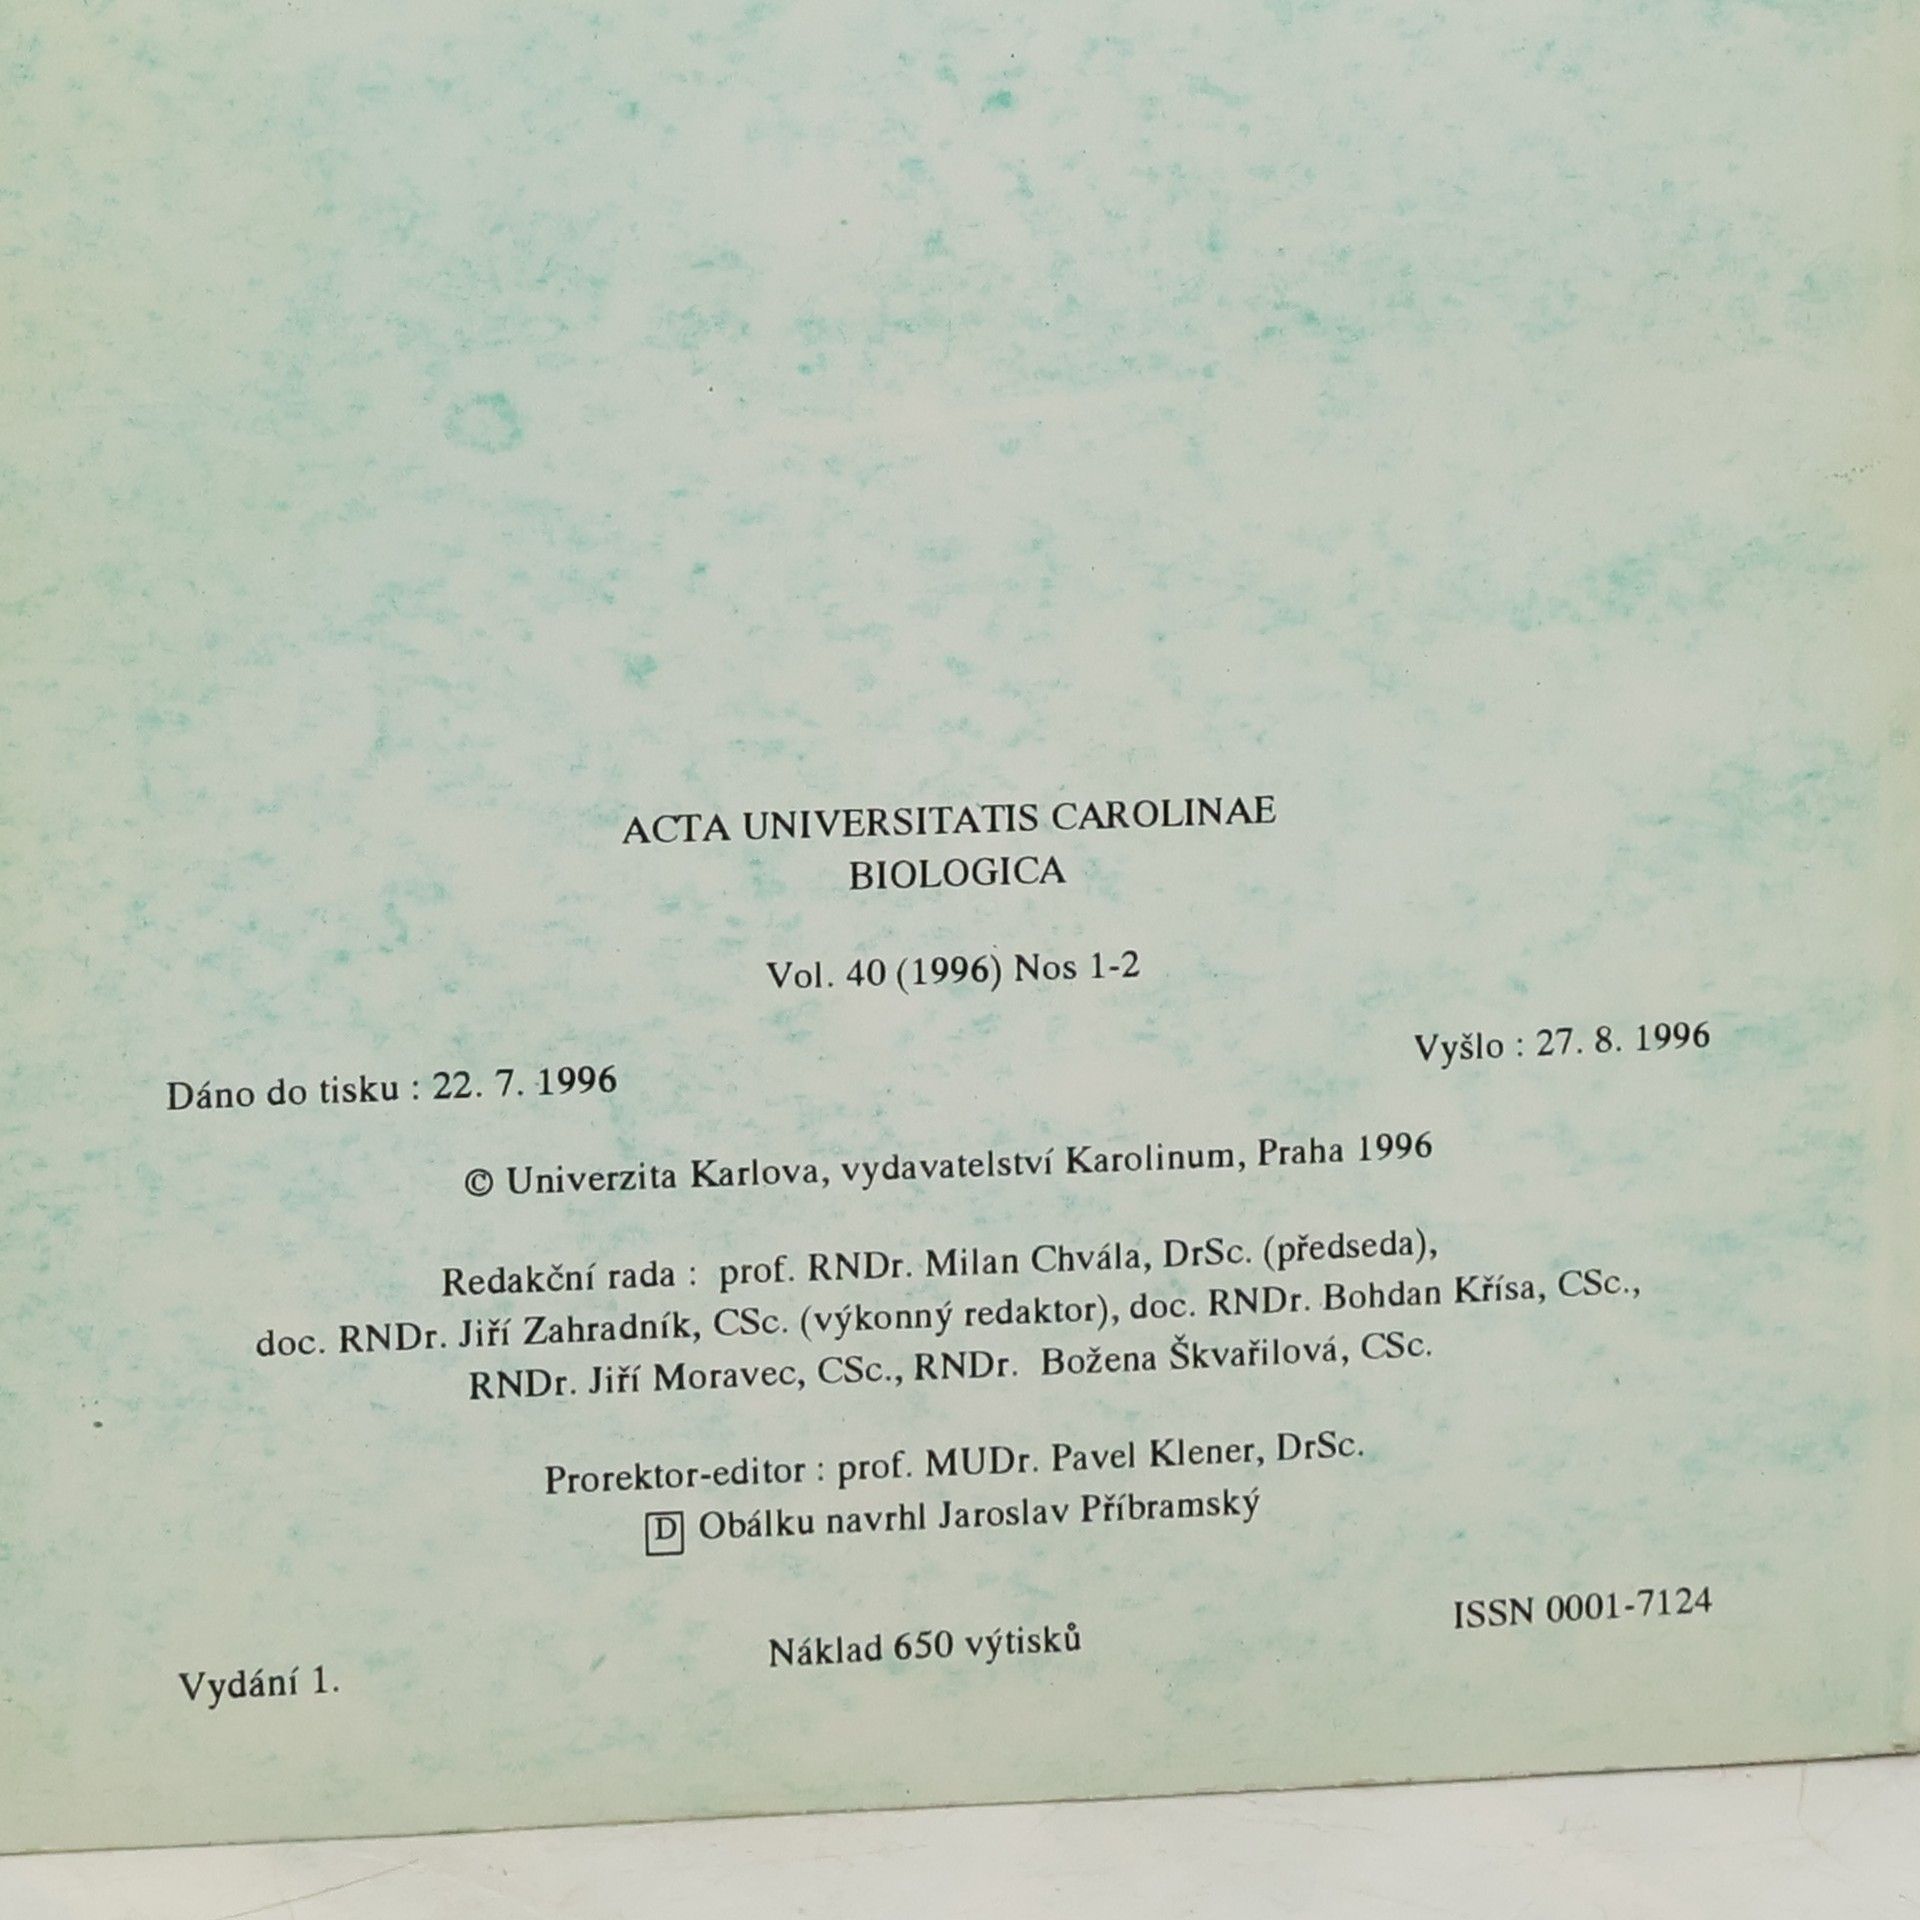 ACTA UNIVERSITATIS CAROLINAE
BIOLOGICA
Vol. 40 (1996) Nos 1-2
Dáno do tisku : 22. 7. 1996
Vyšlo : 27. 8. 1996
© Univerzita Karlova, vydavatelství Karolinum, Praha 1996
Redakční rada : prof. RNDr. Milan Chvála, DrSc. (předseda),
doc. RNDr. Jiří Zahradník, CSc. (výkonný redaktor), doc. RNDr. Bohdan Křísa, CSc.,
RNDr. Jiří Moravec, CSc., RNDr. Božena Škvařilová, CSc.
Prorektor-editor : prof. MUDr. Pavel Klener, DrSc.
D Obálku navrhl Jaroslav Příbramský
Vydání 1.
Náklad 650 výtisků
ISSN 0001-7124